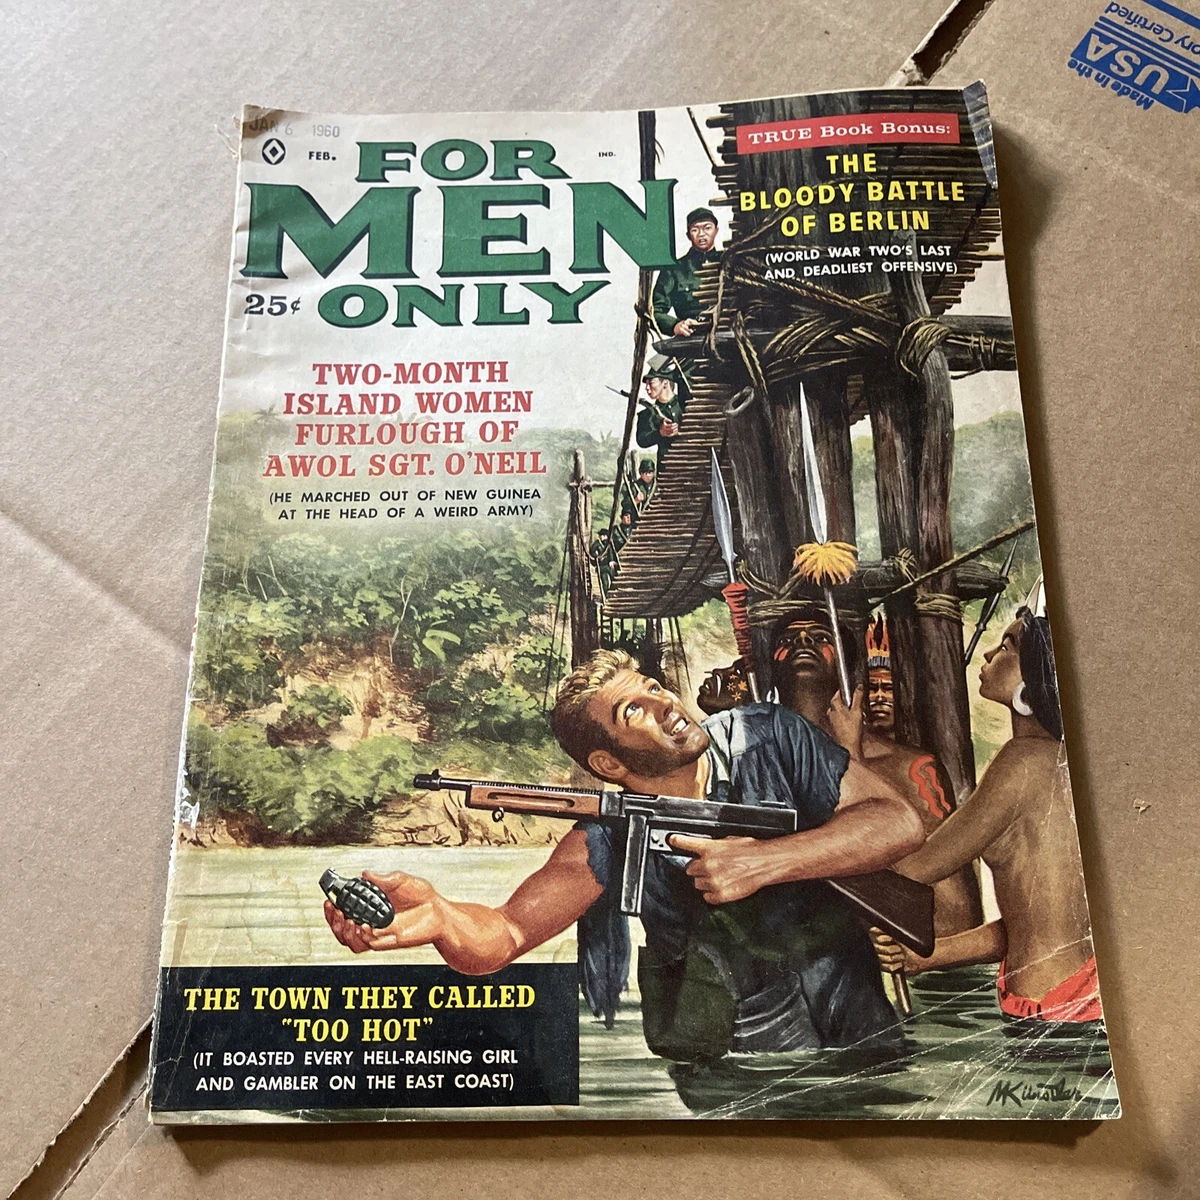 JAN 6 1960
FEB.
IND.
FOR
MEN
ONLY
25¢
TRUE Book Bonus:
THE
BLOODY BATTLE
OF BERLIN
(WORLD WAR TWO'S LAST
AND DEADLIEST OFFENSIVE)
TWO-MONTH
ISLAND WOMEN
FURLOUGH OF
AWOL SGT. O'NEIL
(HE MARCHED OUT OF NEW GUINEA
AT THE HEAD OF A WEIRD ARMY)
THE TOWN THEY CALLED
"TOO HOT"
(IT BOASTED EVERY HELL-RAISING GIRL
AND GAMBLER ON THE EAST COAST)
MKünstler
Made in the
USA
Certified